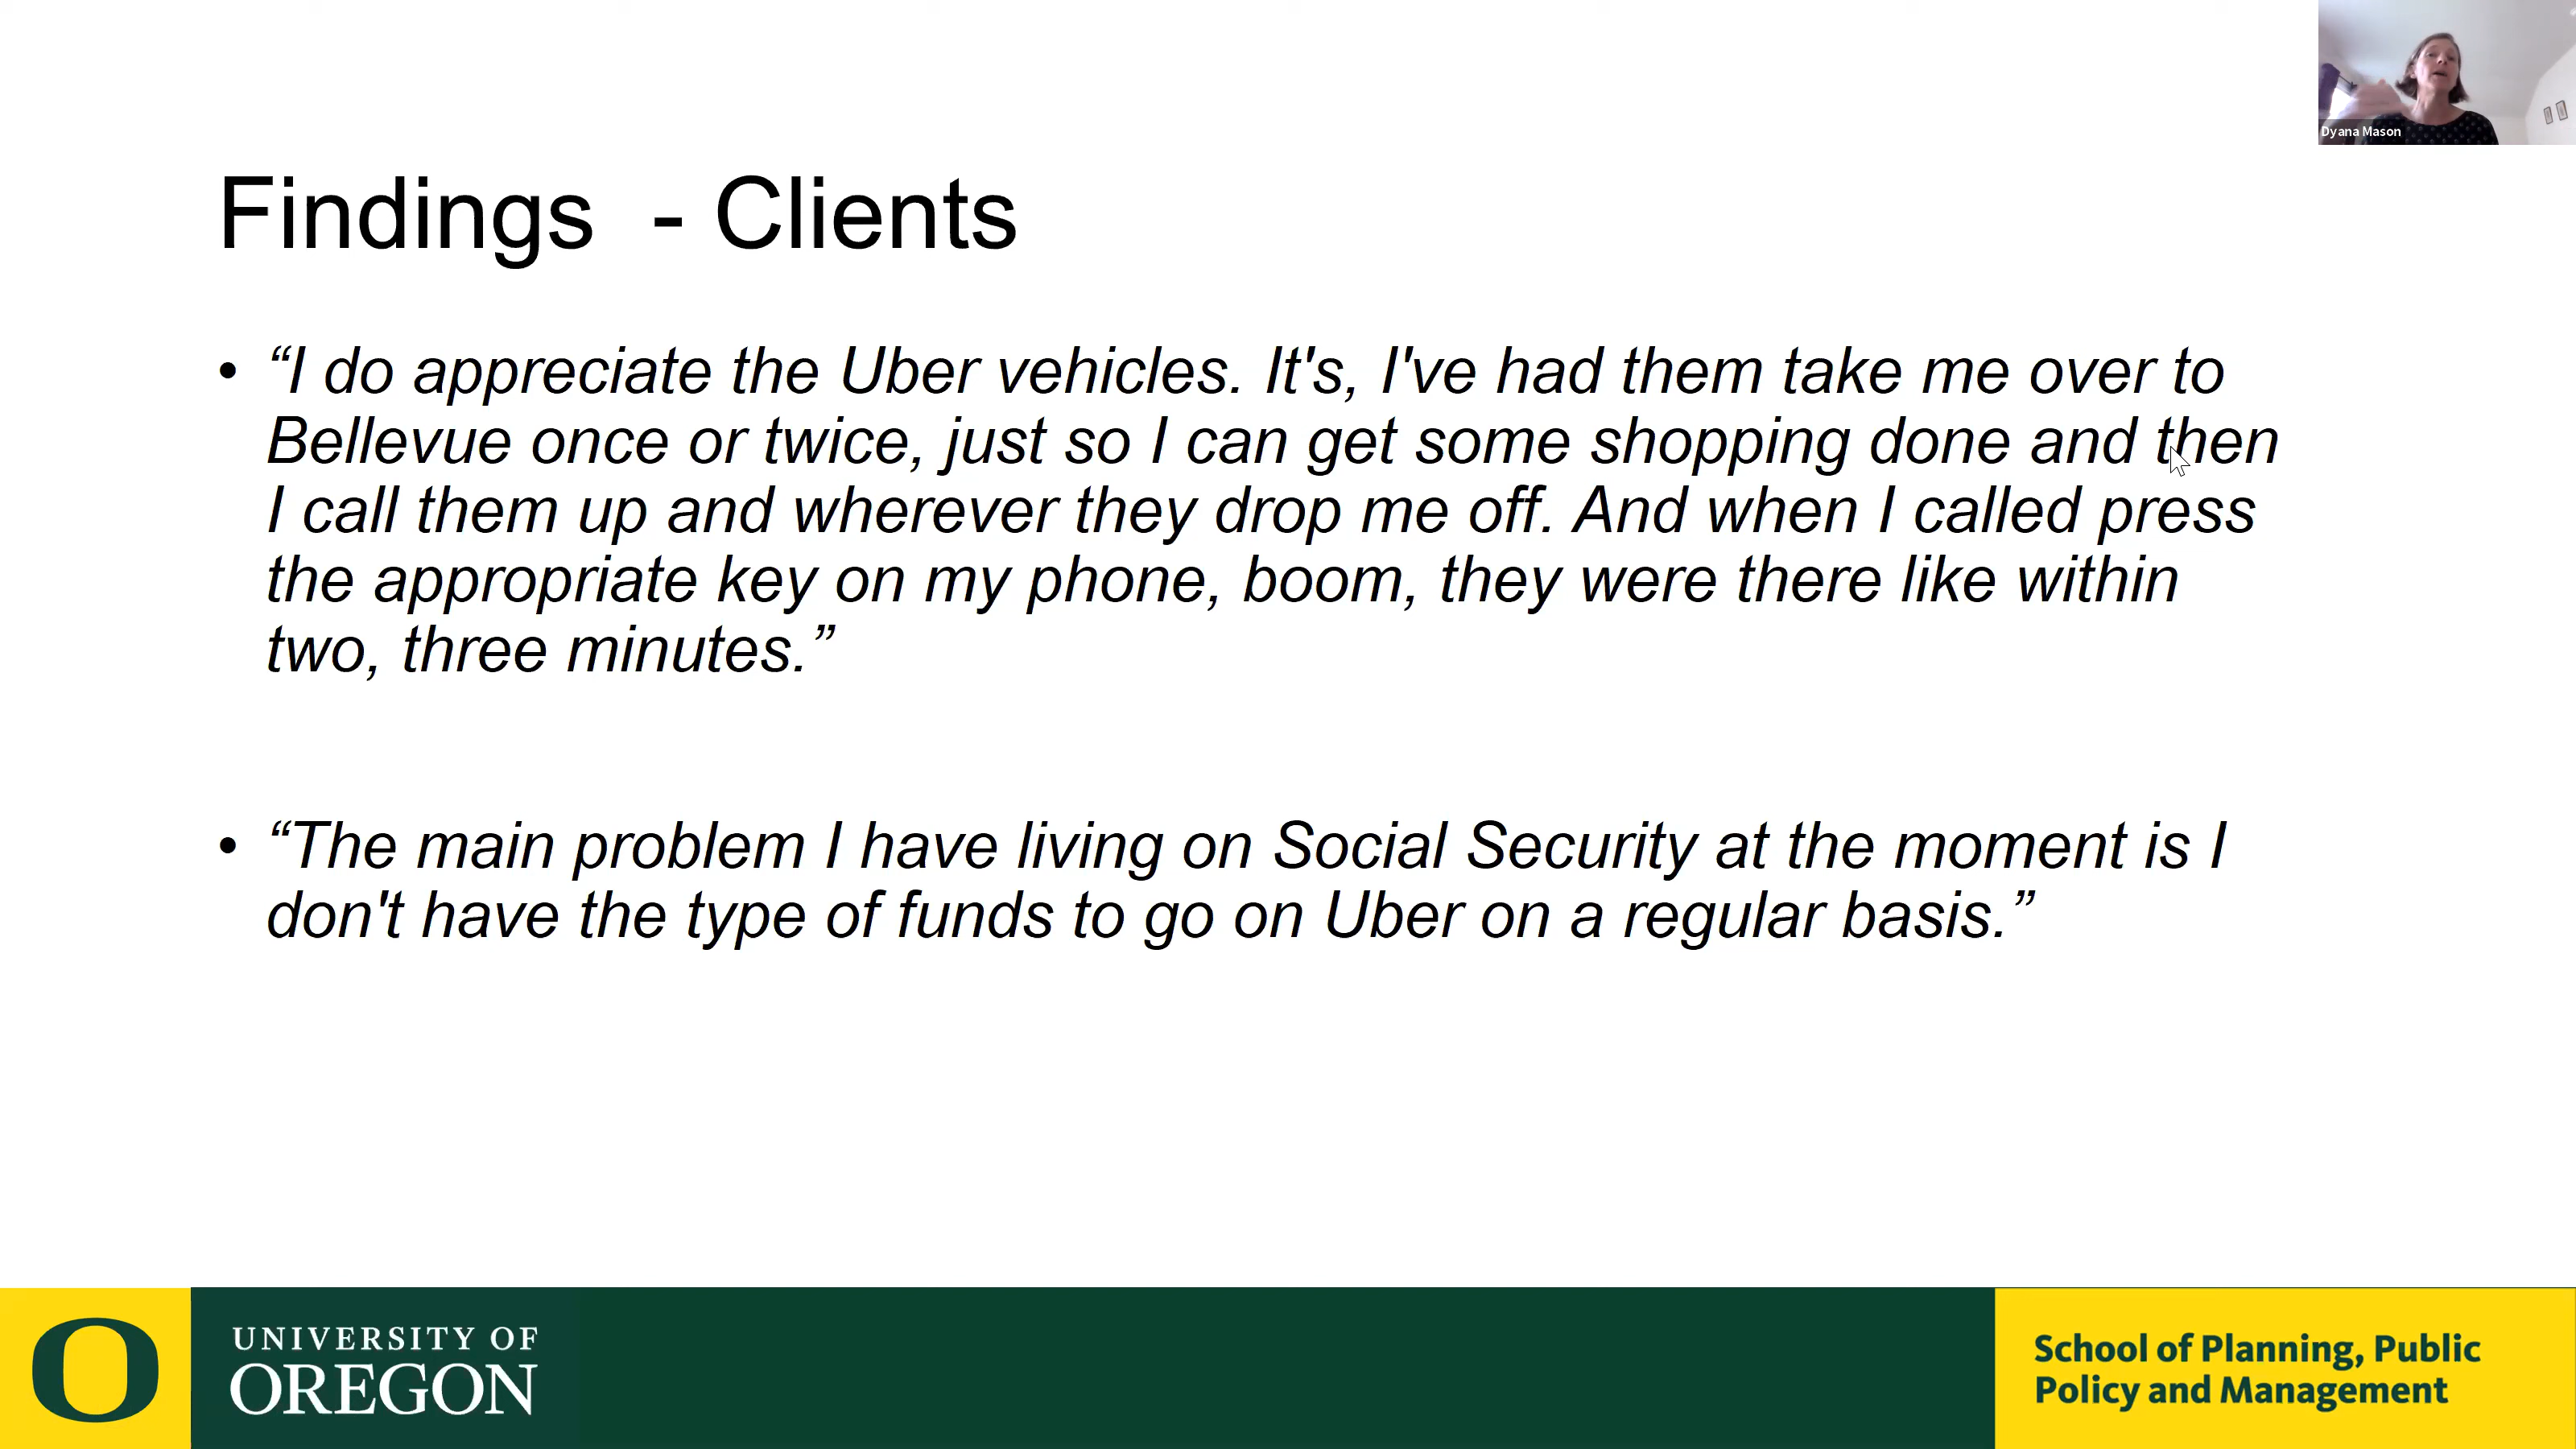 Dyana Mason
Findings  - Clients
• “I do appreciate the Uber vehicles. It's, I've had them take me over to
Bellevue once or twice, just so I can get some shopping done and then
I call them up and wherever they drop me off. And when I called press
the appropriate key on my phone, boom, they were there like within
two, three minutes.”
• “The main problem I have living on Social Security at the moment is I
don't have the type of funds to go on Uber on a regular basis.”
O
UNIVERSITY OF
OREGON
School of Planning, Public
Policy and Management